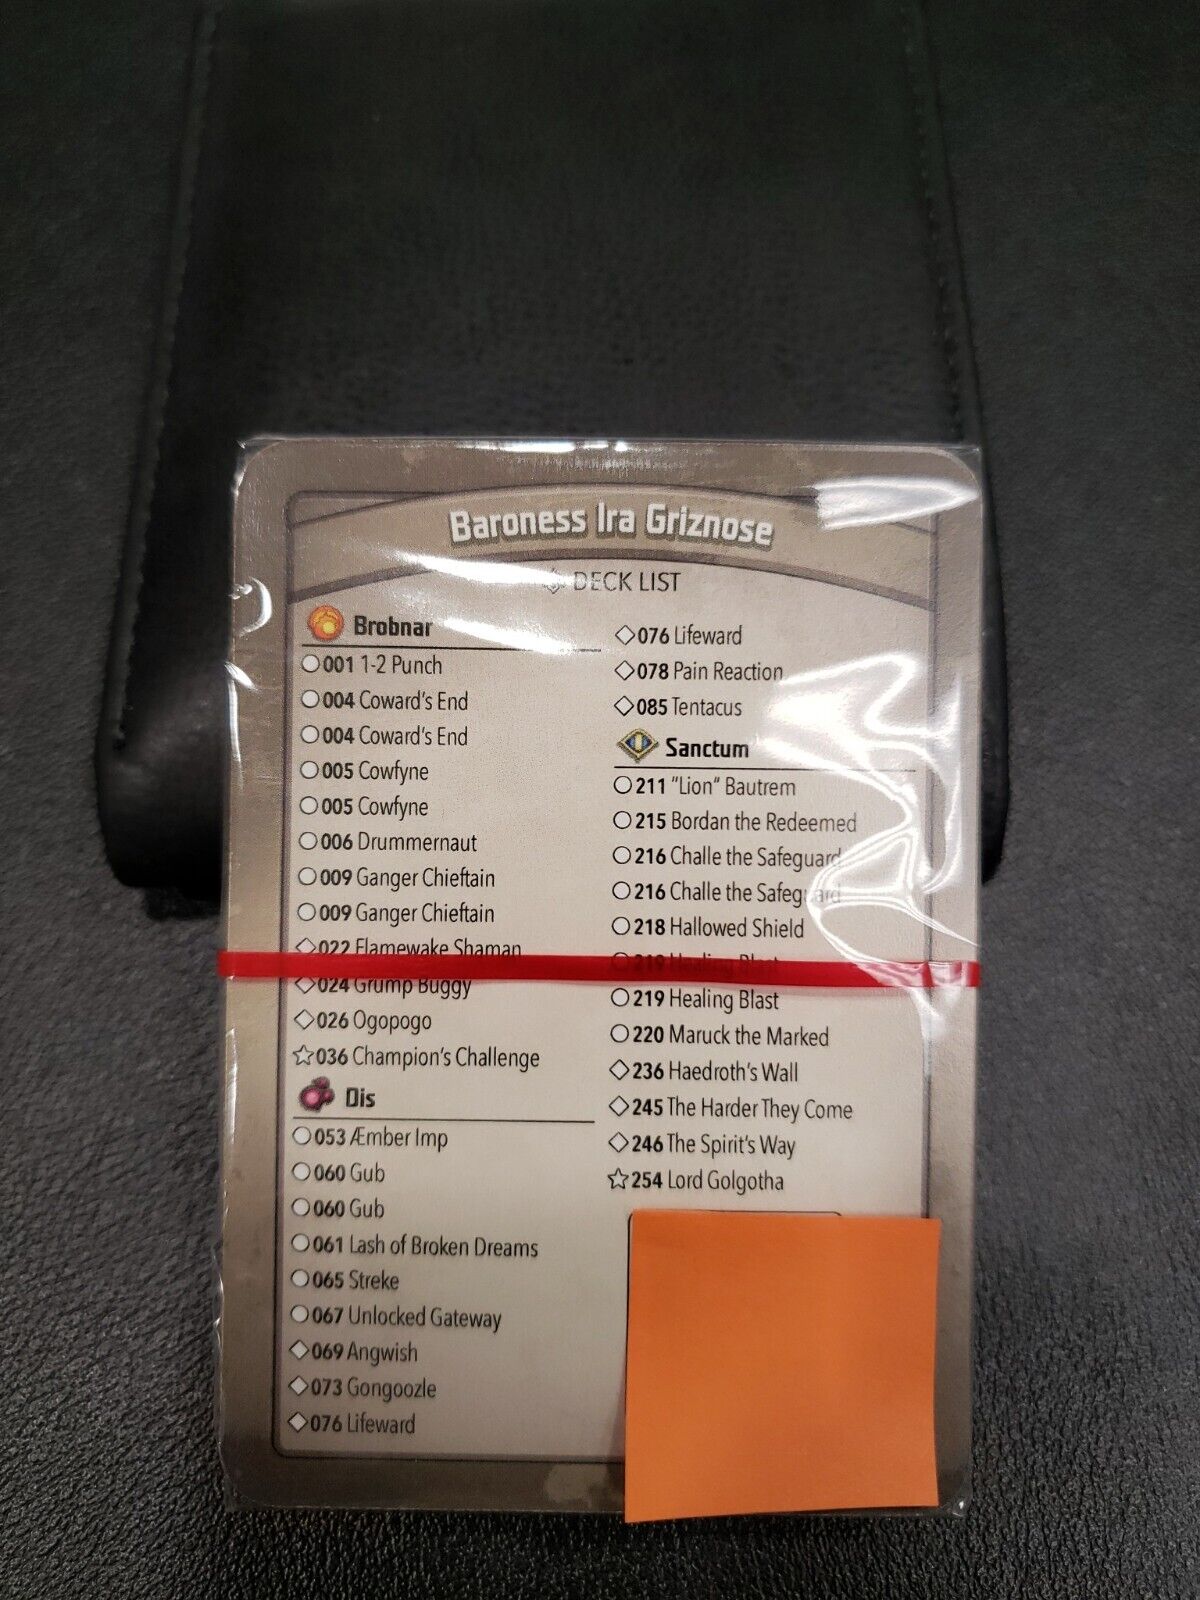 Baroness Ira Griznose
DECK LIST
Brobnar
001 1-2 Punch
004 Coward's End
004 Coward's End
005 Cowfyne
005 Cowfyne
006 Drummernaut
009 Ganger Chieftain
009 Ganger Chieftain
022 Flamewake Shaman
024 Grump Buggy
026 Ogopogo
036 Champion's Challenge
Dis
053 Æmber Imp
060 Gub
060 Gub
061 Lash of Broken Dreams
065 Streke
067 Unlocked Gateway
069 Angwish
073 Gongoozle
076 Lifeward
076 Lifeward
078 Pain Reaction
085 Tentacus
Sanctum
211 "Lion" Bautrem
215 Bordan the Redeemed
216 Challe the Safeguard
216 Challe the Safeguard
218 Hallowed Shield
219 Healing Blast
219 Healing Blast
220 Maruck the Marked
236 Haedroth's Wall
245 The Harder They Come
246 The Spirit's Way
254 Lord Golgotha